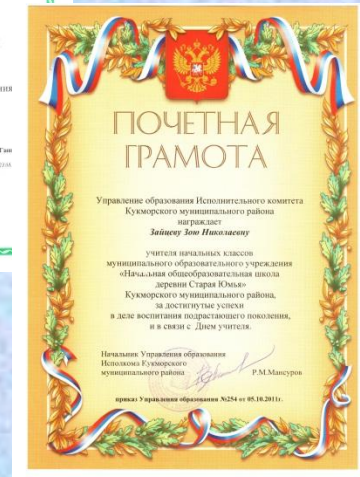 ния
ПОЧЕТНАЯ
ГРАМОТА
Управление образования Исполнительного комитета
Кукморского муниципального района
награждает
Зайцеву Зою Николаевну
учителя начальных классов
муниципального образовательного учреждения
«Начальная общеобразовательная школа
деревни Старая Юмья»
Кукморского муниципального района,
за достигнутые успехи
в деле воспитания подрастающего поколения,
и в связи с Днем учителя.
Начальник Управления образования
Исполкома Кукморского
муниципального района Р.М.Мансуров
приказ Управления образования №254 от 05.10.2011г.